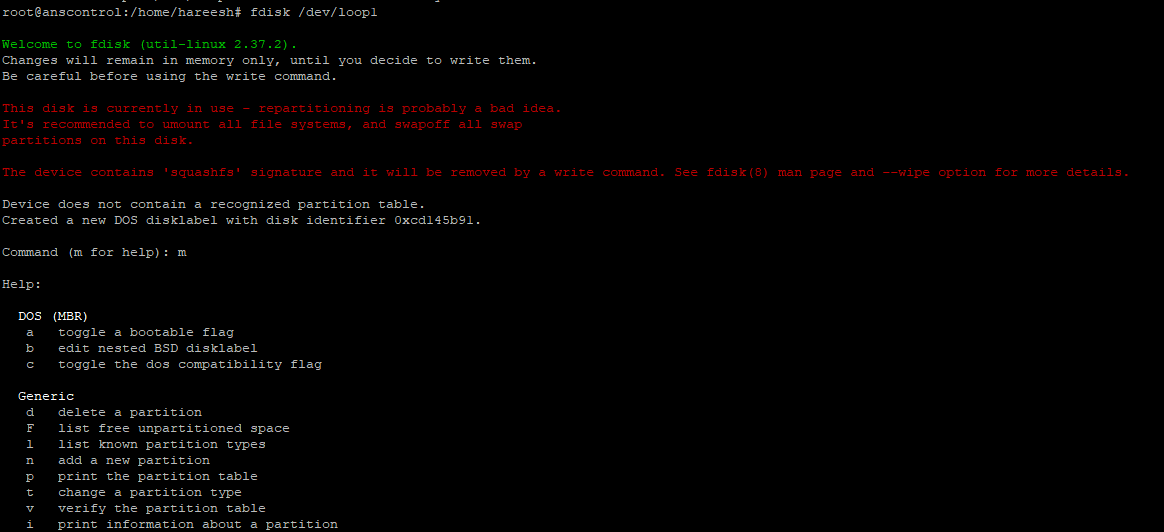 root@anscontrol:/home/hareesh# fdisk /dev/loop1
Welcome to fdisk (util-linux 2.37.2).
Changes will remain in memory only, until you decide to write them.
Be careful before using the write command.
This disk is currently in use - repartitioning is probably a bad idea.
It's recommended to umount all file systems, and swapoff all swap
partitions on this disk.
The device contains 'squashfs' signature and it will be removed by a write command. See fdisk(8) man page and --wipe option for more details.
Device does not contain a recognized partition table.
Created a new DOS disklabel with disk identifier 0xcd145b91.
Command (m for help): m
Help:
DOS (MBR)
a   toggle a bootable flag
b   edit nested BSD disklabel
c   toggle the dos compatibility flag
Generic
d   delete a partition
F   list free unpartitioned space
l   list known partition types
n   add a new partition
p   print the partition table
t   change a partition type
v   verify the partition table
i   print information about a partition